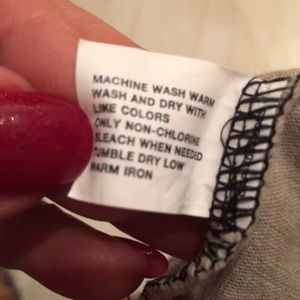 MACHINE WASH WARM
WASH AND DRY WITH
LIKE COLORS
ONLY NON-CHLORINE
BLEACH WHEN NEEDED
TUMBLE DRY LOW
WARM IRON